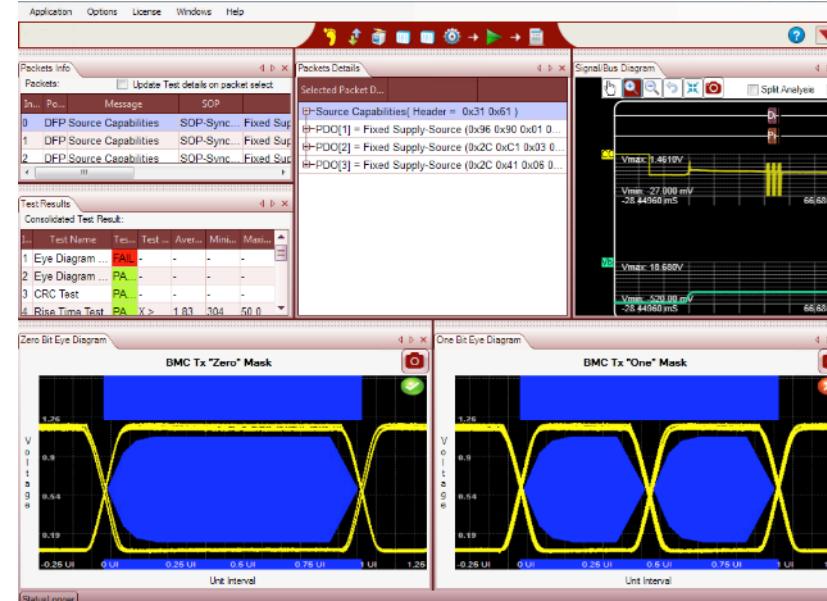 Application Options License Windows Help
Packets Info
Packets: Update Test details on packet select
In... Po... Message SOP
0 DFP Source Capabilities SOP-Sync... Fixed Sup
1 DFP Source Capabilities SOP-Sync... Fixed Sup
2 DFP Source Capabilities SOP-Sync... Fixed Sup
Packets Details
Selected Packet D...
Source Capabilities( Header = 0x31 0x61 )
PDO[1] = Fixed Supply-Source (0x96 0x90 0x01 0...
PDO[2] = Fixed Supply-Source (0x2C 0xC1 0x03 0...
PDO[3] = Fixed Supply-Source (0x2C 0x41 0x06 0...
Signal/Bus Diagram
Split Analysis
CC
Vmax: 1.4610V
Vmin: -27.000 mV
-28.44960 mS 66.68
Vmax: 18.680V
Vmin: -520.00 mV
-28.44960 mS 66.68
Test Results
Consolidated Test Result:
I... Test Name Tes... Test ... Aver... Mini... Maxi...
1 Eye Diagram ... FAIL - - - -
2 Eye Diagram ... PA... - - - -
3 CRC Test PA... - - - -
4 Rise Time Test PA... X > 1.83 304 50.0
Zero Bit Eye Diagram
BMC Tx "Zero" Mask
Voltage
1.26
0.9
0.54
0.19
-0.25 UI 0 UI 0.25 UI 0.5 UI 0.75 UI 1 UI 1.25
Unit Interval
One Bit Eye Diagram
BMC Tx "One" Mask
Voltage
1.26
0.9
0.54
0.19
-0.25 UI 0 UI 0.25 UI 0.5 UI 0.75 UI 1 UI
Unit Interval